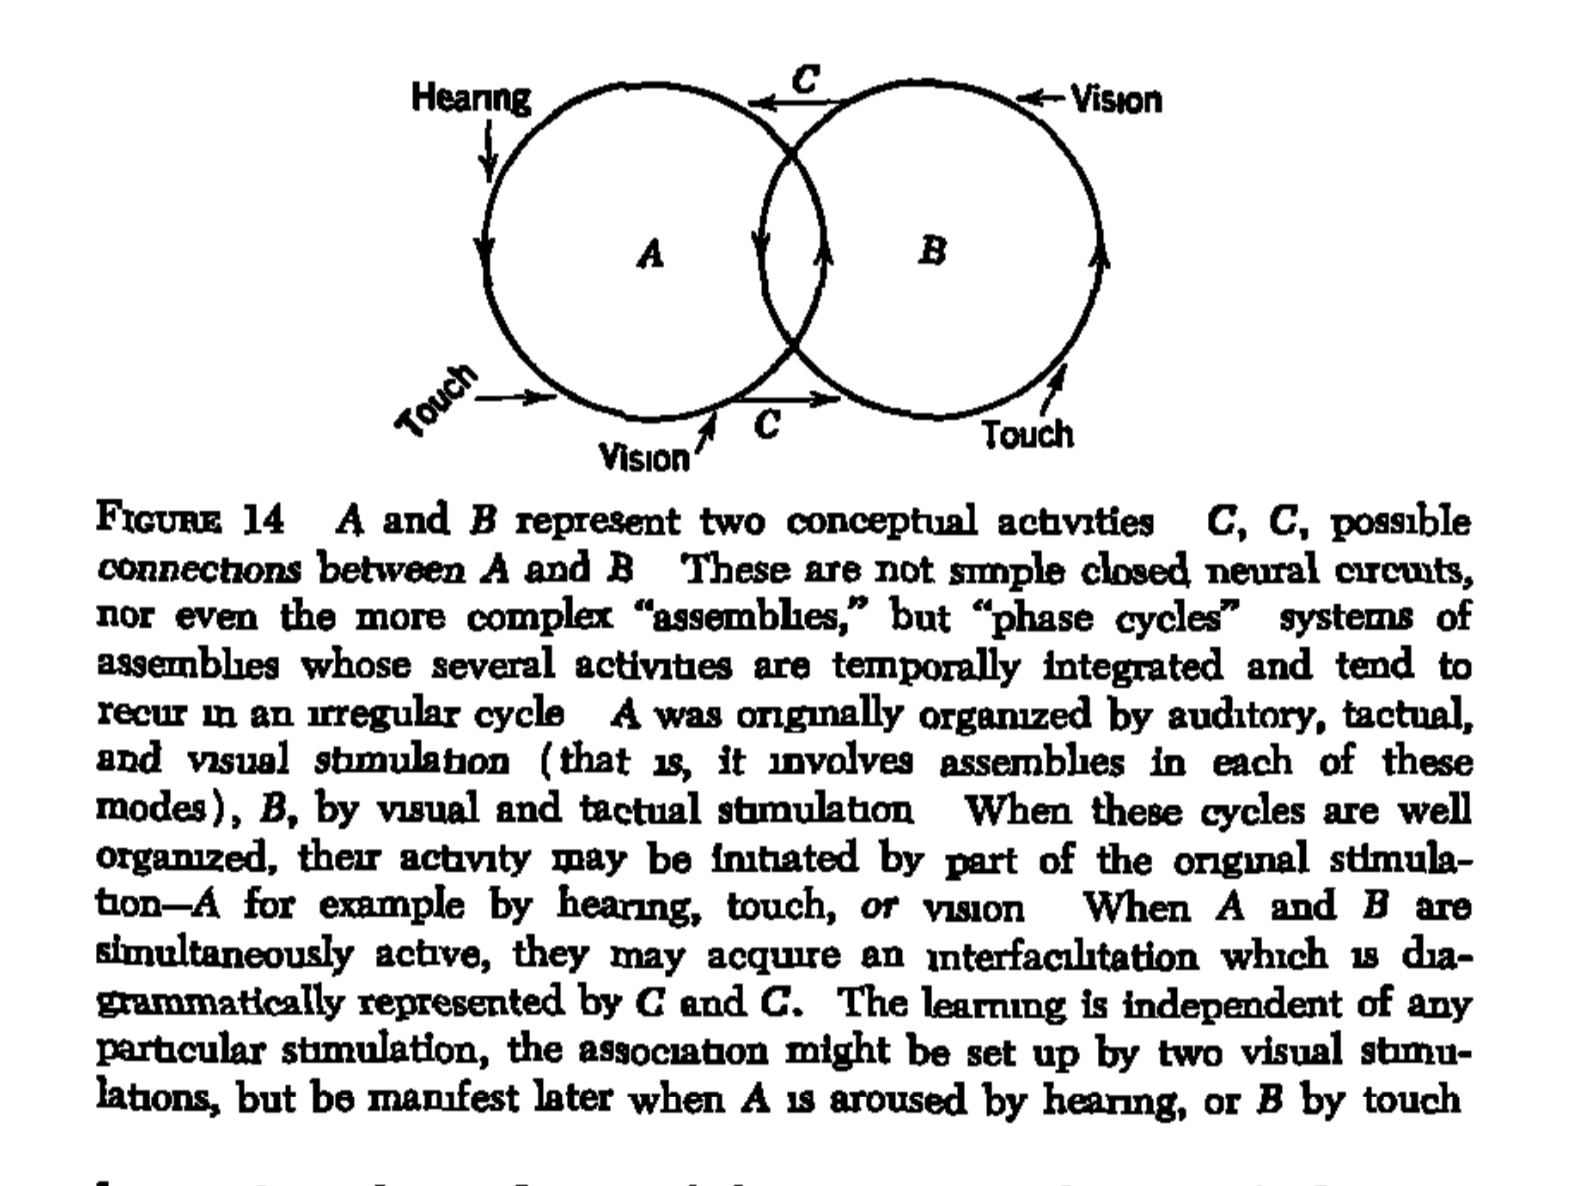 C
Hearing
Vision
A
B
Touch
C
Touch
Vision
FIGURE 14 A and B represent two conceptual activities C, C, possible
connections between A and B These are not simple closed neural circuits,
nor even the more complex “assemblies,” but “phase cycles” systems of
assemblies whose several activities are temporally integrated and tend to
recur in an irregular cycle A was originally organized by auditory, tactual,
and visual stimulation (that is, it involves assemblies in each of these
modes), B, by visual and tactual stimulation When these cycles are well
organized, their activity may be initiated by part of the original stimula-
tion—A for example by hearing, touch, or vision When A and B are
simultaneously active, they may acquire an interfacilitation which is dia-
grammatically represented by C and C. The learning is independent of any
particular stimulation, the association might be set up by two visual stimu-
lations, but be manifest later when A is aroused by hearing, or B by touch